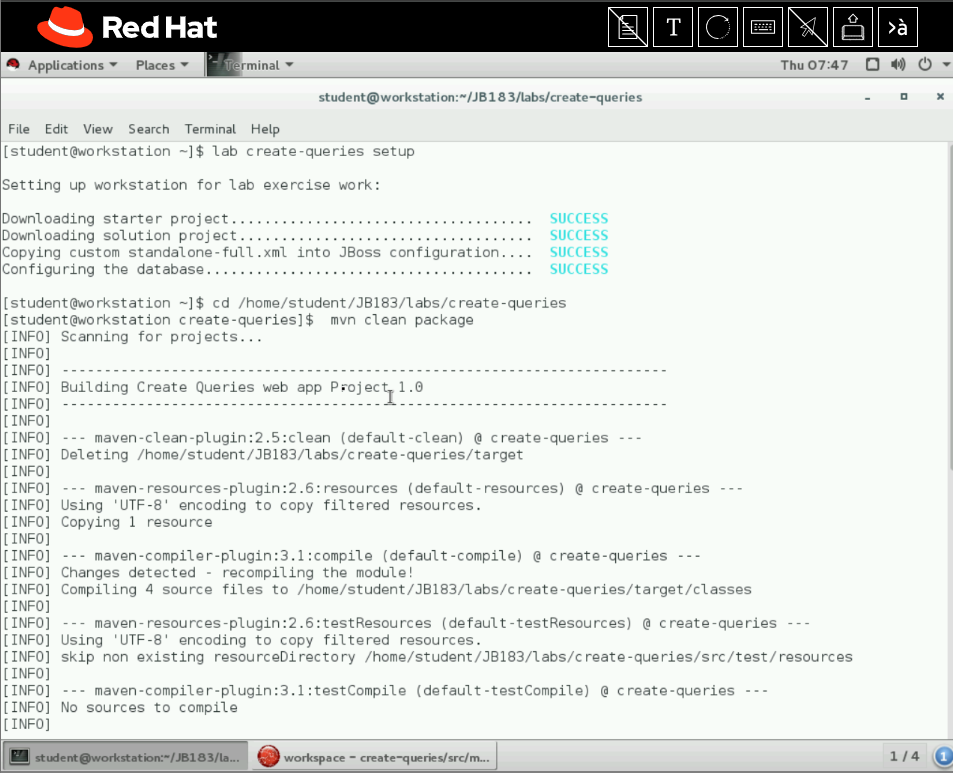 Red Hat
T
>à
Applications Places Terminal Thu 07:47
student@workstation:~/JB183/labs/create-queries
File Edit View Search Terminal Help
[student@workstation ~]$ lab create-queries setup
Setting up workstation for lab exercise work:
Downloading starter project.................................... SUCCESS
Downloading solution project................................... SUCCESS
Copying custom standalone-full.xml into JBoss configuration.... SUCCESS
Configuring the database....................................... SUCCESS
[student@workstation ~]$ cd /home/student/JB183/labs/create-queries
[student@workstation create-queries]$  mvn clean package
[INFO] Scanning for projects...
[INFO]
[INFO] ------------------------------------------------------------------------
[INFO] Building Create Queries web app Project 1.0
[INFO] ------------------------------------------------------------------------
[INFO]
[INFO] --- maven-clean-plugin:2.5:clean (default-clean) @ create-queries ---
[INFO] Deleting /home/student/JB183/labs/create-queries/target
[INFO]
[INFO] --- maven-resources-plugin:2.6:resources (default-resources) @ create-queries ---
[INFO] Using 'UTF-8' encoding to copy filtered resources.
[INFO] Copying 1 resource
[INFO]
[INFO] --- maven-compiler-plugin:3.1:compile (default-compile) @ create-queries ---
[INFO] Changes detected - recompiling the module!
[INFO] Compiling 4 source files to /home/student/JB183/labs/create-queries/target/classes
[INFO]
[INFO] --- maven-resources-plugin:2.6:testResources (default-testResources) @ create-queries ---
[INFO] Using 'UTF-8' encoding to copy filtered resources.
[INFO] skip non existing resourceDirectory /home/student/JB183/labs/create-queries/src/test/resources
[INFO]
[INFO] --- maven-compiler-plugin:3.1:testCompile (default-testCompile) @ create-queries ---
[INFO] No sources to compile
[INFO]
student@workstation:~/JB183/la... workspace - create-queries/src/m... 1 / 4 1